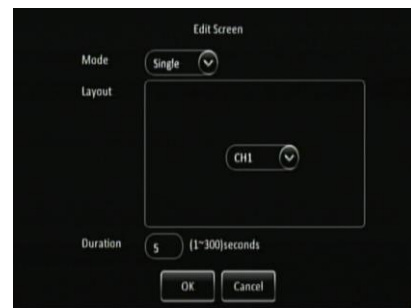 Edit Screen
Mode Single
Layout
CH1
Duration 5 (1~300)seconds
OK Cancel